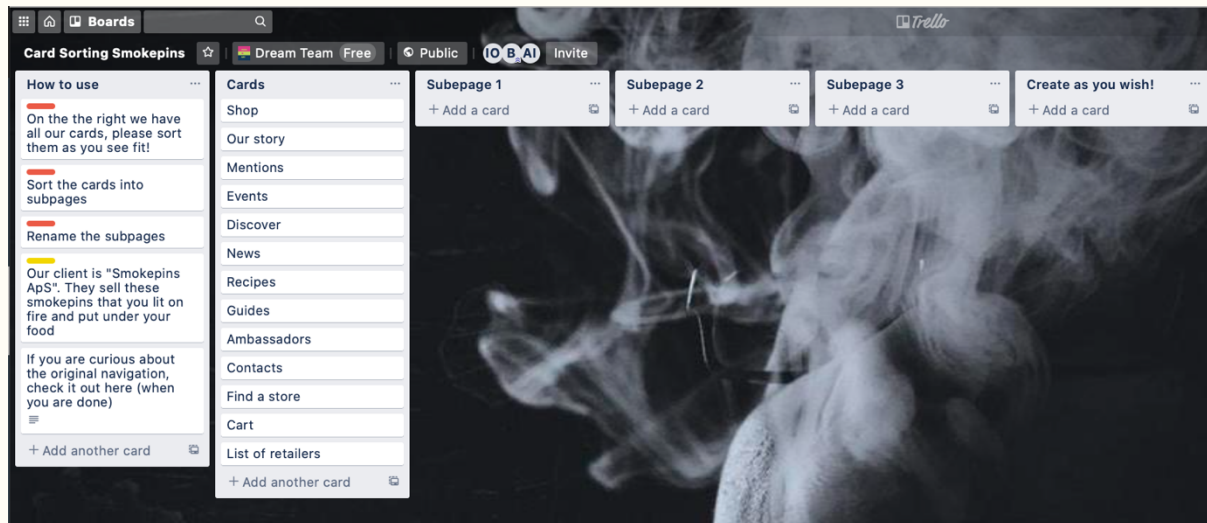 Boards
Trello
Card Sorting Smokepins
Dream Team Free
Public
IO B AI
Invite
How to use
On the the right we have
all our cards, please sort
them as you see fit!
Sort the cards into
subpages
Rename the subpages
Our client is "Smokepins
ApS". They sell these
smokepins that you lit on
fire and put under your
food
If you are curious about
the original navigation,
check it out here (when
you are done)
+ Add another card
Cards
Shop
Our story
Mentions
Events
Discover
News
Recipes
Guides
Ambassadors
Contacts
Find a store
Cart
List of retailers
+ Add another card
Subepage 1
+ Add a card
Subepage 2
+ Add a card
Subepage 3
+ Add a card
Create as you wish!
+ Add a card